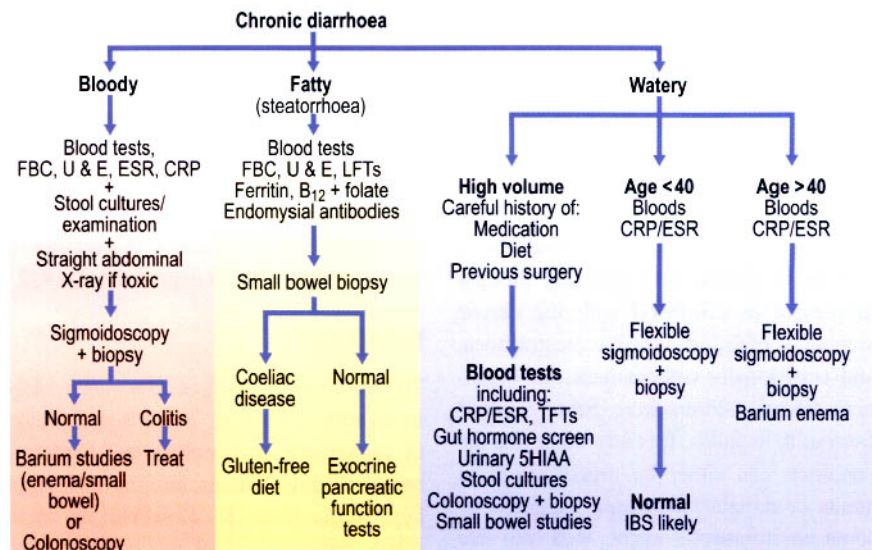 Chronic diarrhoea
Bloody
Blood tests,
FBC, U & E, ESR, CRP
+
Stool cultures/
examination
+
Straight abdominal
X-ray if toxic
Sigmoidoscopy
+ biopsy
Normal
Barium studies
(enema/small
bowel)
or
Colonoscopy
Colitis
Treat
Fatty
(steatorrhoea)
Blood tests
FBC, U & E, LFTs
Ferritin, B12 + folate
Endomysial antibodies
Small bowel biopsy
Coeliac
disease
Gluten-free
diet
Normal
Exocrine
pancreatic
function
tests
Watery
High volume
Careful history of:
Medication
Diet
Previous surgery
Blood tests
including:
CRP/ESR, TFTs
Gut hormone screen
Urinary 5HIAA
Stool cultures
Colonoscopy + biopsy
Small bowel studies
Age <40
Bloods
CRP/ESR
Flexible
sigmoidoscopy
+
biopsy
Normal
IBS likely
Age >40
Bloods
CRP/ESR
Flexible
sigmoidoscopy
+
biopsy
+
Barium enema